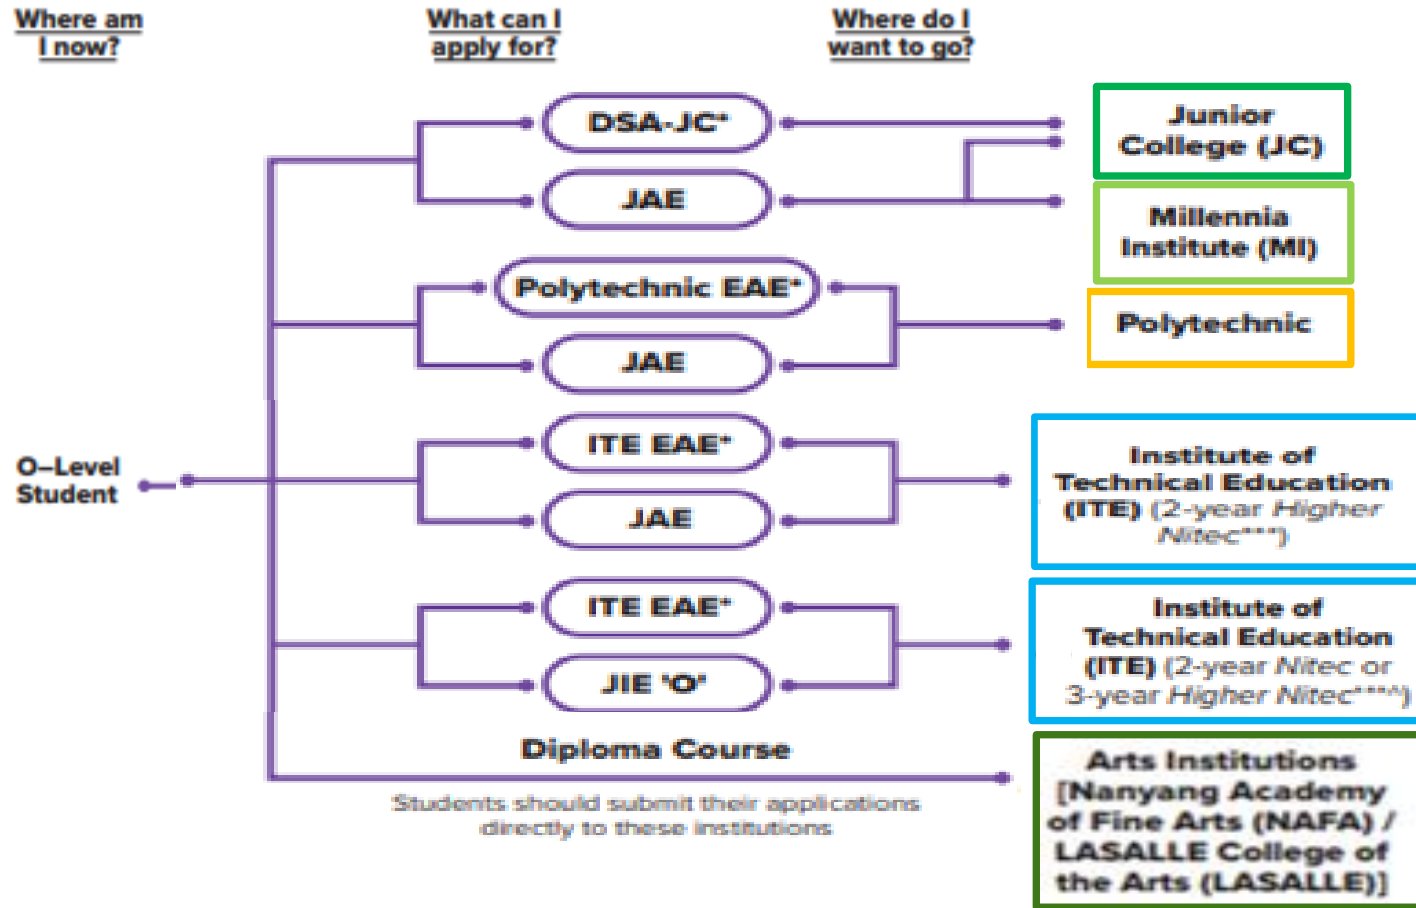 Where am
I now?
What can I
apply for?
Where do I
want to go?
DSA-JC*
Junior
College (JC)
JAE
Millennia
Institute (MI)
Polytechnic EAE*
Polytechnic
JAE
O–Level
Student
ITE EAE*
JAE
Institute of
Technical Education
(ITE) (2-year Higher
Nitec***)
ITE EAE*
JIE 'O'
Institute of
Technical Education
(ITE) (2-year Nitec or
3-year Higher Nitec***^)
Diploma Course
Students should submit their applications
directly to these institutions
Arts Institutions
[Nanyang Academy
of Fine Arts (NAFA) /
LASALLE College of
the Arts (LASALLE)]